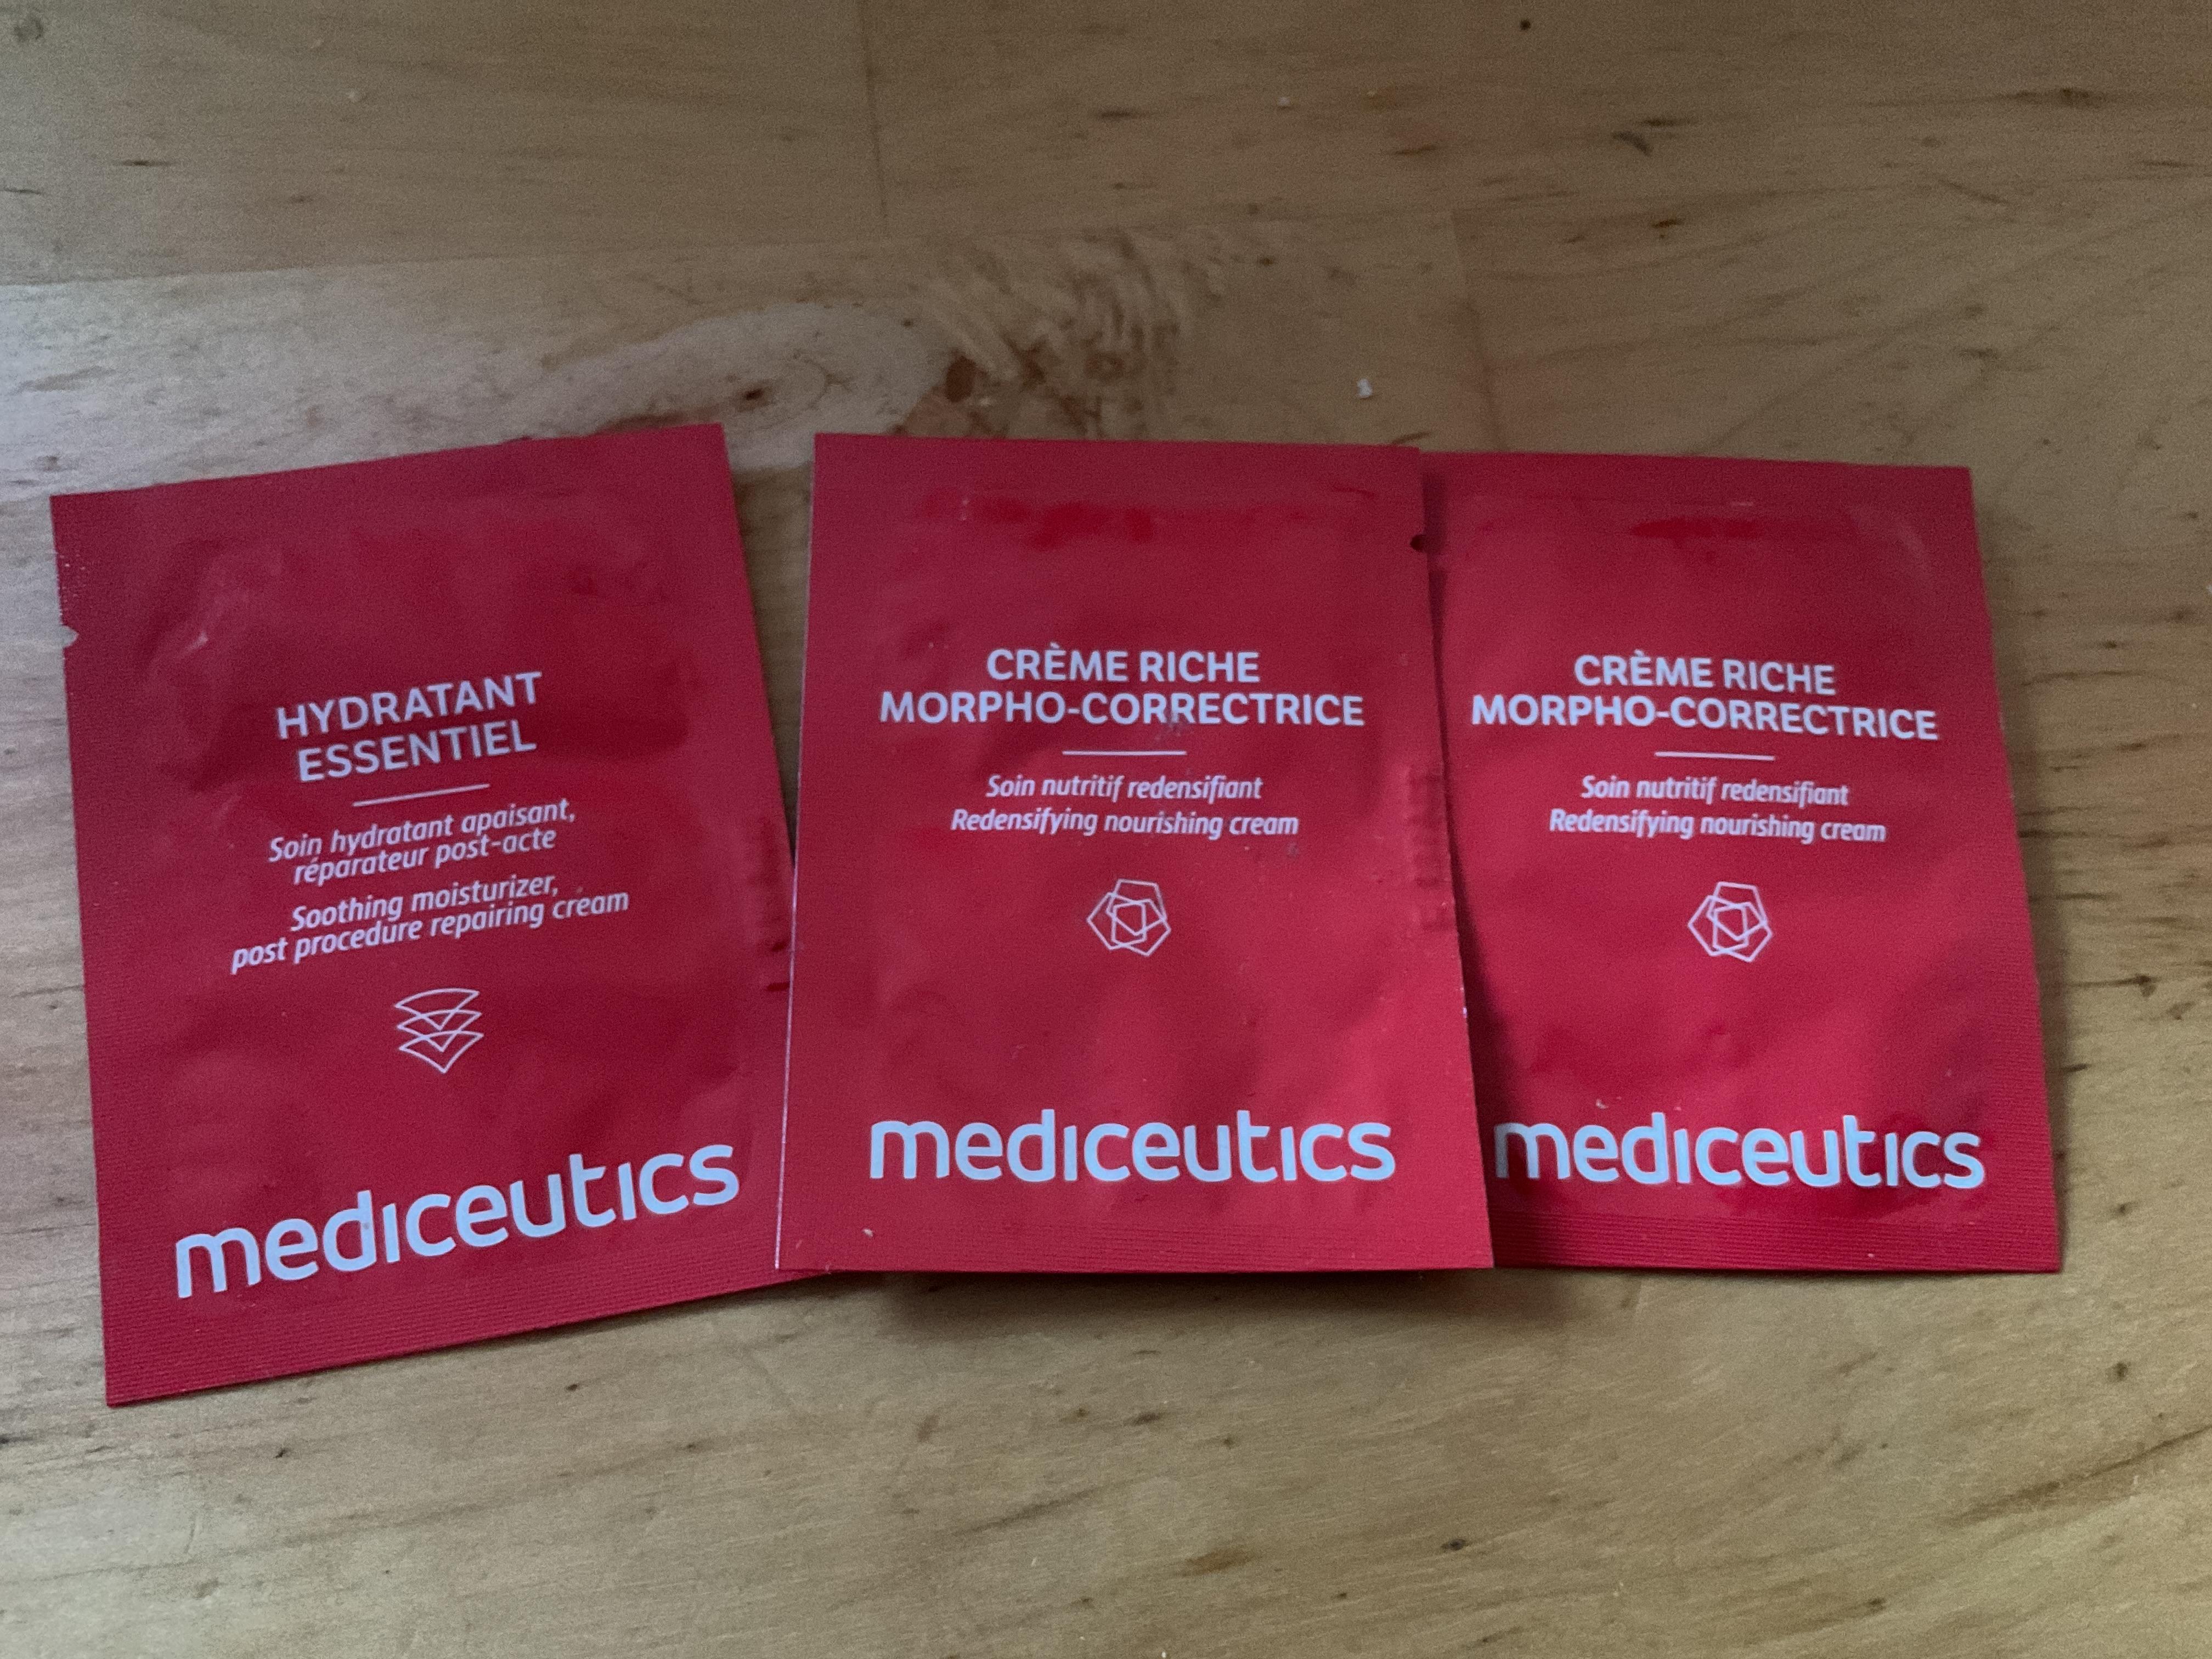 HYDRATANT
ESSENTIEL
Soin hydratant apaisant,
réparateur post-acte
Soothing moisturizer,
post procedure repairing cream
mediceutics
CRÈME RICHE
MORPHO-CORRECTRICE
Soin nutritif redensifiant
Redensifying nourishing cream
mediceutics
CRÈME RICHE
MORPHO-CORRECTRICE
Soin nutritif redensifiant
Redensifying nourishing cream
mediceutics